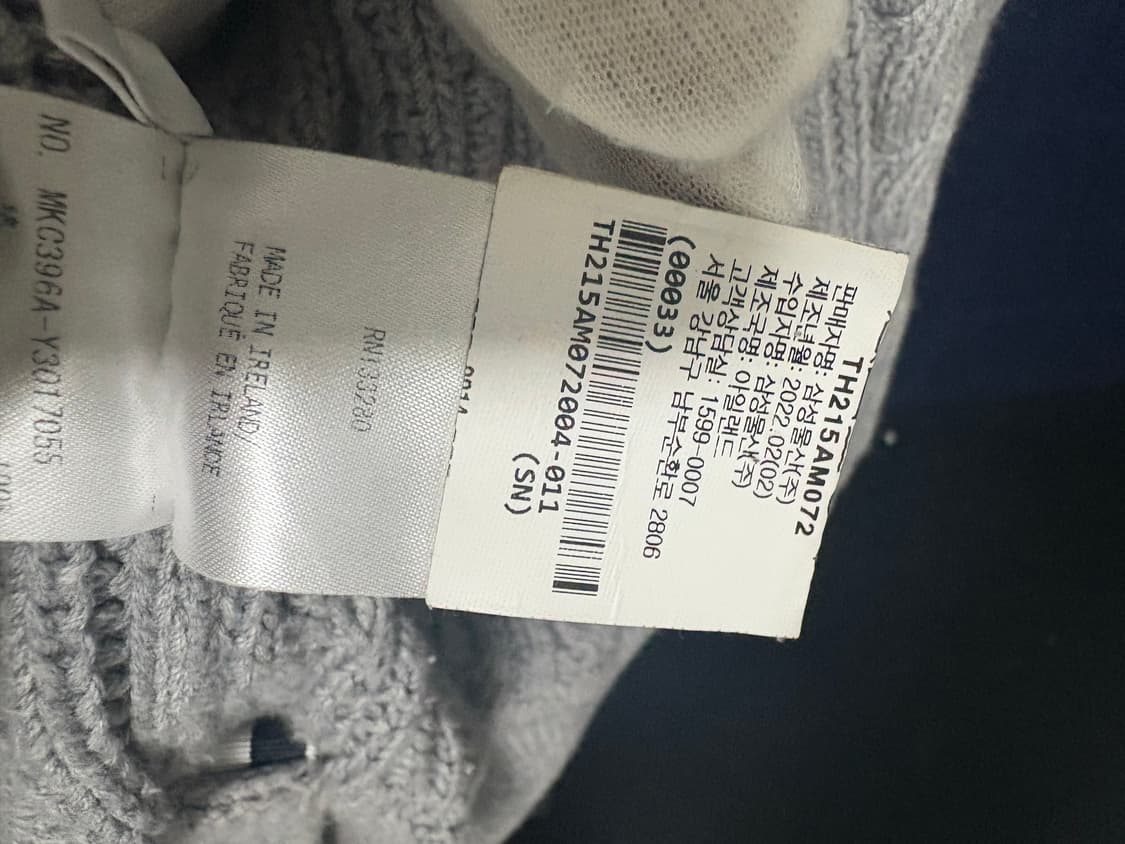 TH215AM072
판매자명: 삼성물산(주)
제조년월: 2022.02(02)
수입자명: 삼성물산(주)
제조국명: 아일랜드
고객상담실: 1599-0007
서울 강남구 남부순환로 2806
(00033)
TH215AM072004-011
(SN)
RN133280
MADE IN IRELAND/
FABRIQUÉ EN IRLANDE
NO. MKC396A-Y3017055